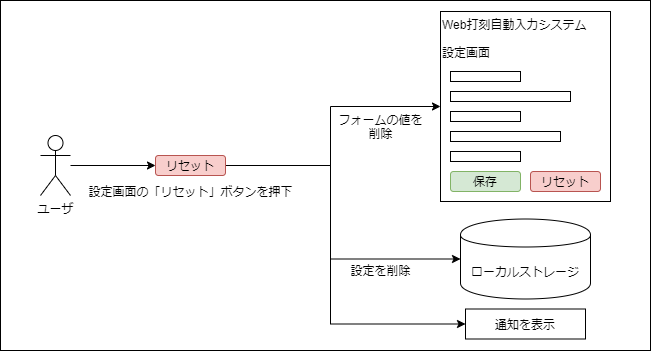 Web打刻自動入力システム
設定画面
フォームの値を
削除
リセット
設定画面の「リセット」ボタンを押下
ユーザ
保存
リセット
設定を削除
ローカルストレージ
通知を表示